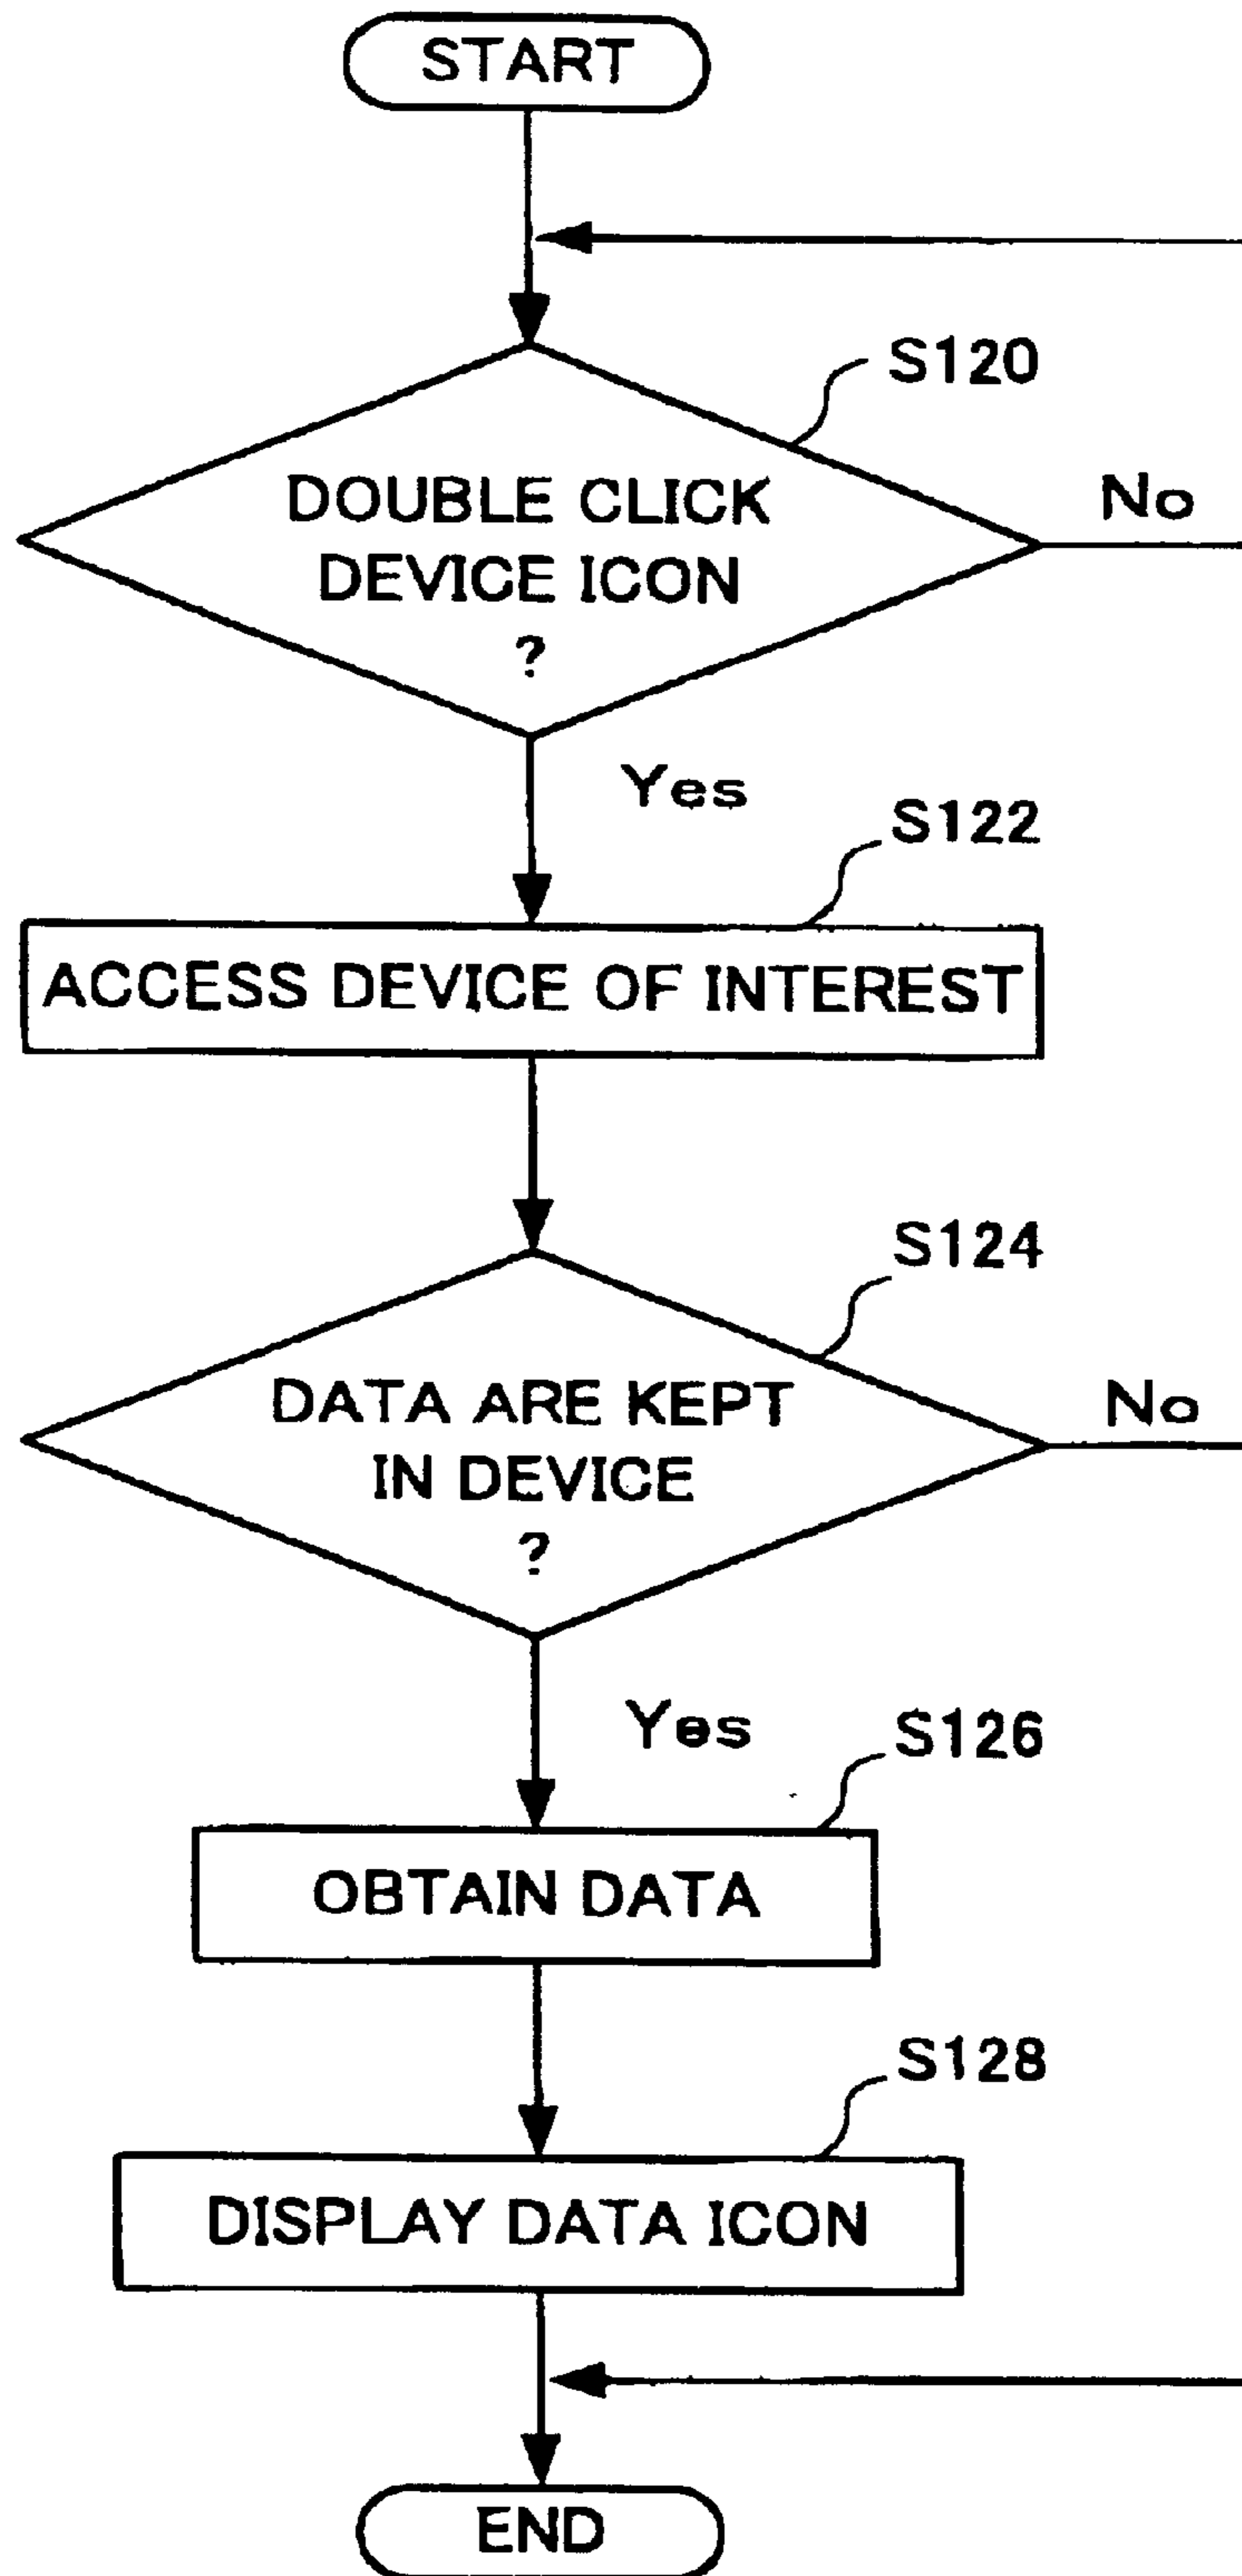 START
S120
DOUBLE CLICK
DEVICE ICON
?
No
Yes
S122
ACCESS DEVICE OF INTEREST
S124
DATA ARE KEPT
IN DEVICE
?
No
Yes
S126
OBTAIN DATA
S128
DISPLAY DATA ICON
END